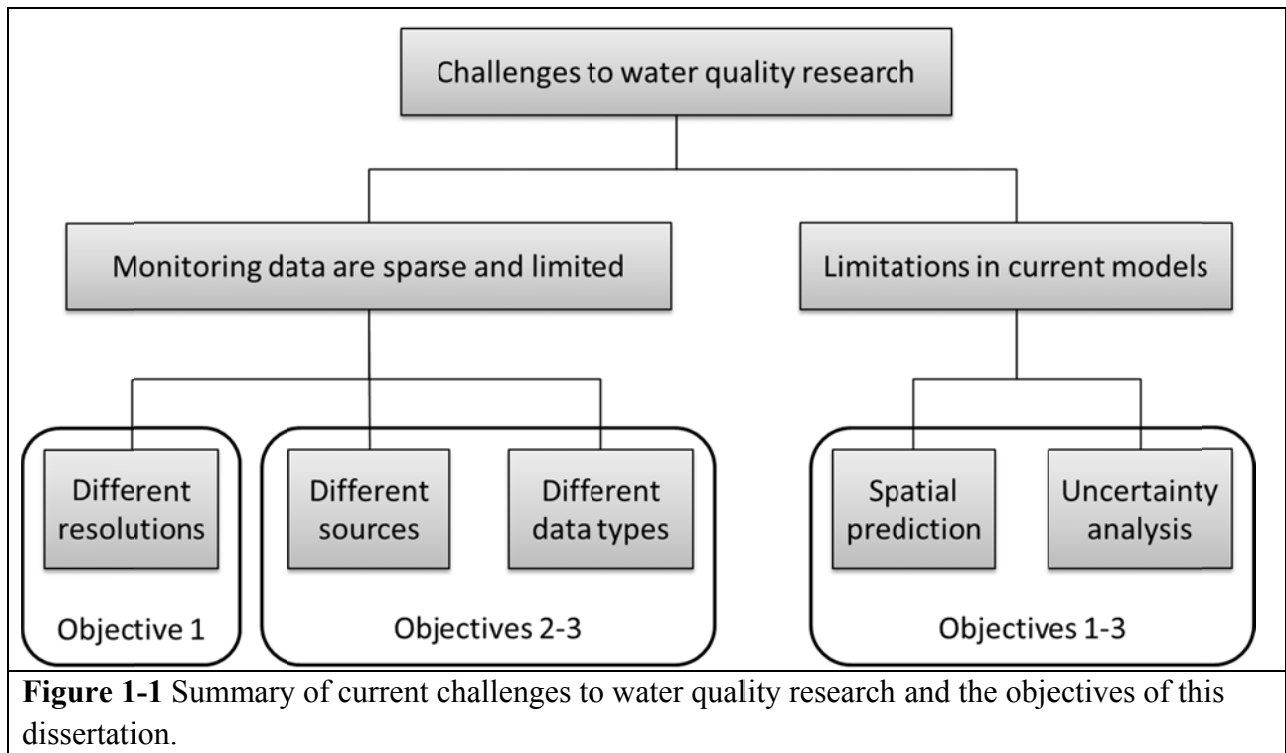 Challenges to water quality research
Monitoring data are sparse and limited
Limitations in current models
Different
resolutions
Different
sources
Different
data types
Spatial
prediction
Uncertainty
analysis
Objective 1
Objectives 2-3
Objectives 1-3
Figure 1-1 Summary of current challenges to water quality research and the objectives of this
dissertation.